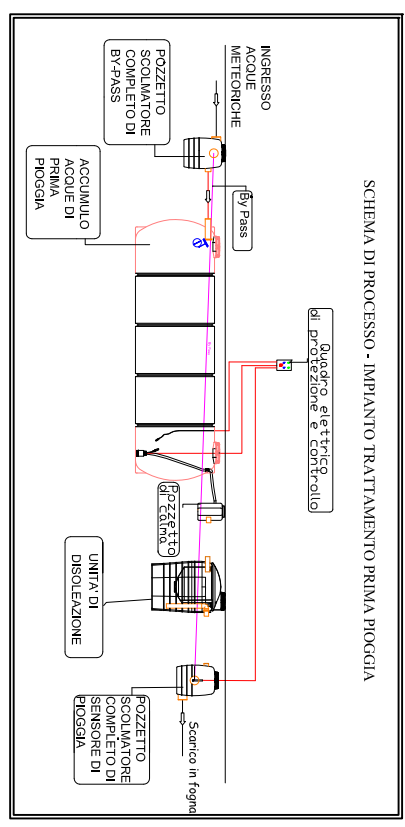 SCHEMA DI PROCESSO - IMPIANTO TRATTAMENTO PRIMA PIOGGIA
Quadro elettrico
di protezione e controllo
INGRESSO
ACQUE
METEORICHE
By Pass
POZZETTO
SCOLMATORE
COMPLETO DI
BY-PASS
ACCUMULO
ACQUE DI
PRIMA
PIOGGIA
Pozzetto
di calma
UNITA' DI
DISOLEAZIONE
Scarico in fogna
POZZETTO
SCOLMATORE
COMPLETO DI
SENSORE DI
PIOGGIA